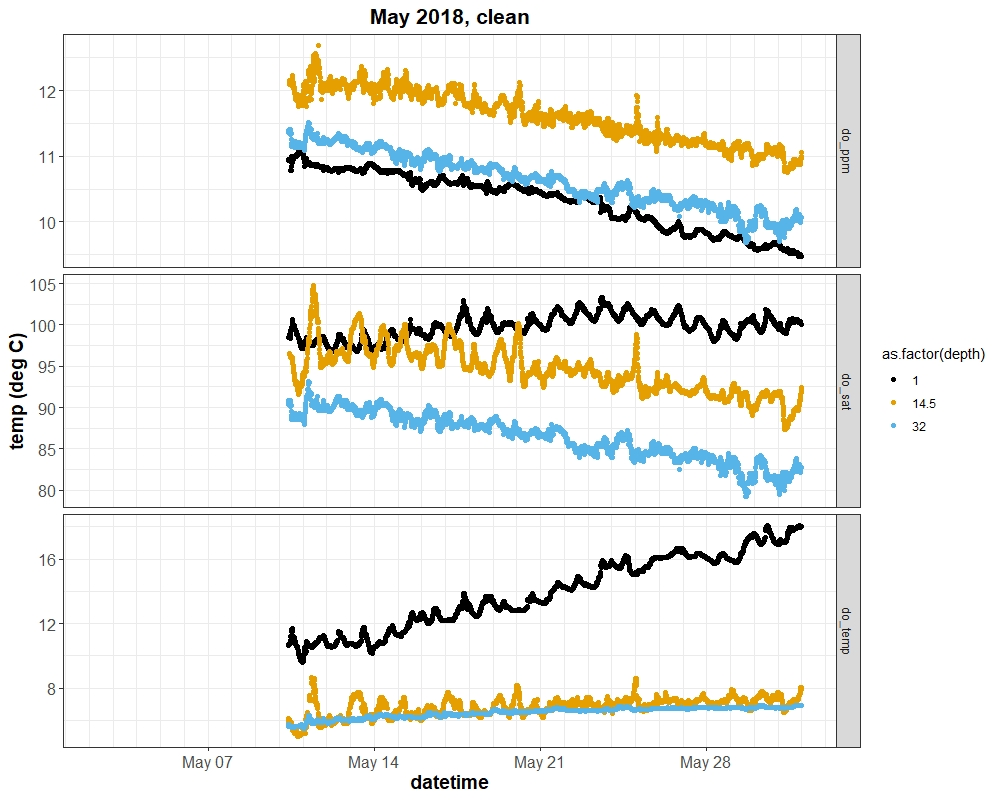 May 2018, clean
12
11
10
do_ppm
105
100
95
90
85
80
do_sat
temp (deg C)
16
12
8
do_temp
May 07
May 14
May 21
May 28
datetime
as.factor(depth)
1
14.5
32